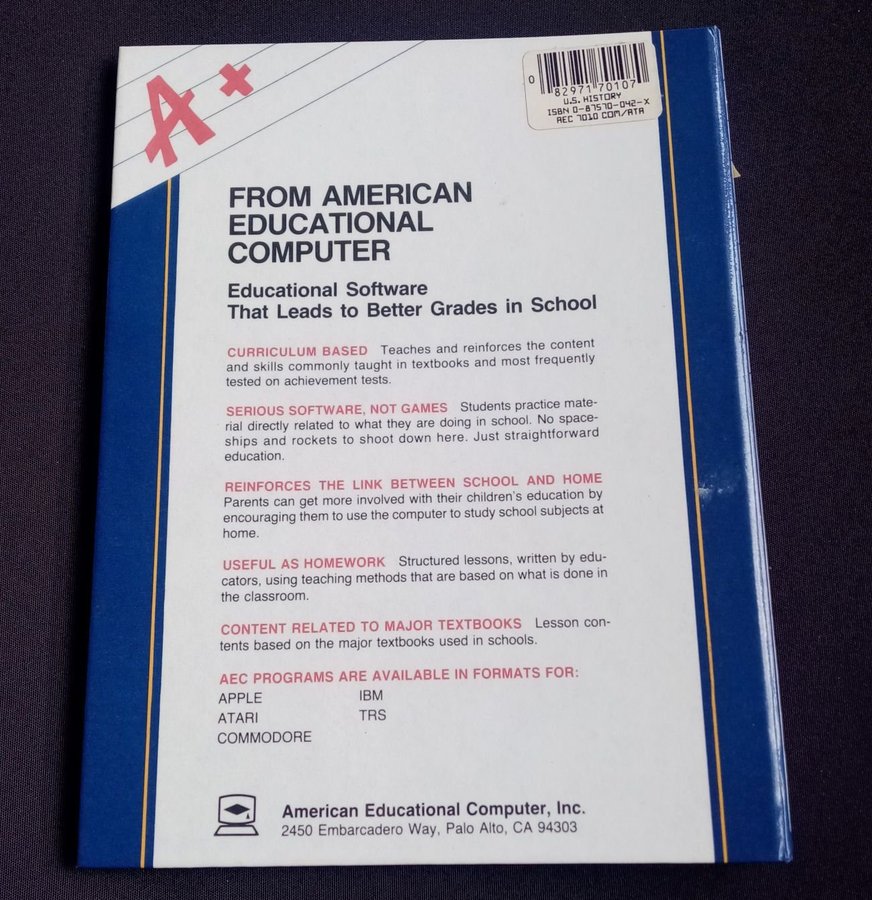 A+
0 82971 70107
U.S. HISTORY
ISBN 0-87570-042-X
AEC 7010 COM/ATA
FROM AMERICAN
EDUCATIONAL
COMPUTER
Educational Software
That Leads to Better Grades in School
CURRICULUM BASED Teaches and reinforces the content
and skills commonly taught in textbooks and most frequently
tested on achievement tests.
SERIOUS SOFTWARE, NOT GAMES Students practice mate-
rial directly related to what they are doing in school. No space-
ships and rockets to shoot down here. Just straightforward
education.
REINFORCES THE LINK BETWEEN SCHOOL AND HOME
Parents can get more involved with their children's education by
encouraging them to use the computer to study school subjects at
home.
USEFUL AS HOMEWORK Structured lessons, written by edu-
cators, using teaching methods that are based on what is done in
the classroom.
CONTENT RELATED TO MAJOR TEXTBOOKS Lesson con-
tents based on the major textbooks used in schools.
AEC PROGRAMS ARE AVAILABLE IN FORMATS FOR:
APPLE IBM
ATARI TRS
COMMODORE
American Educational Computer, Inc.
2450 Embarcadero Way, Palo Alto, CA 94303